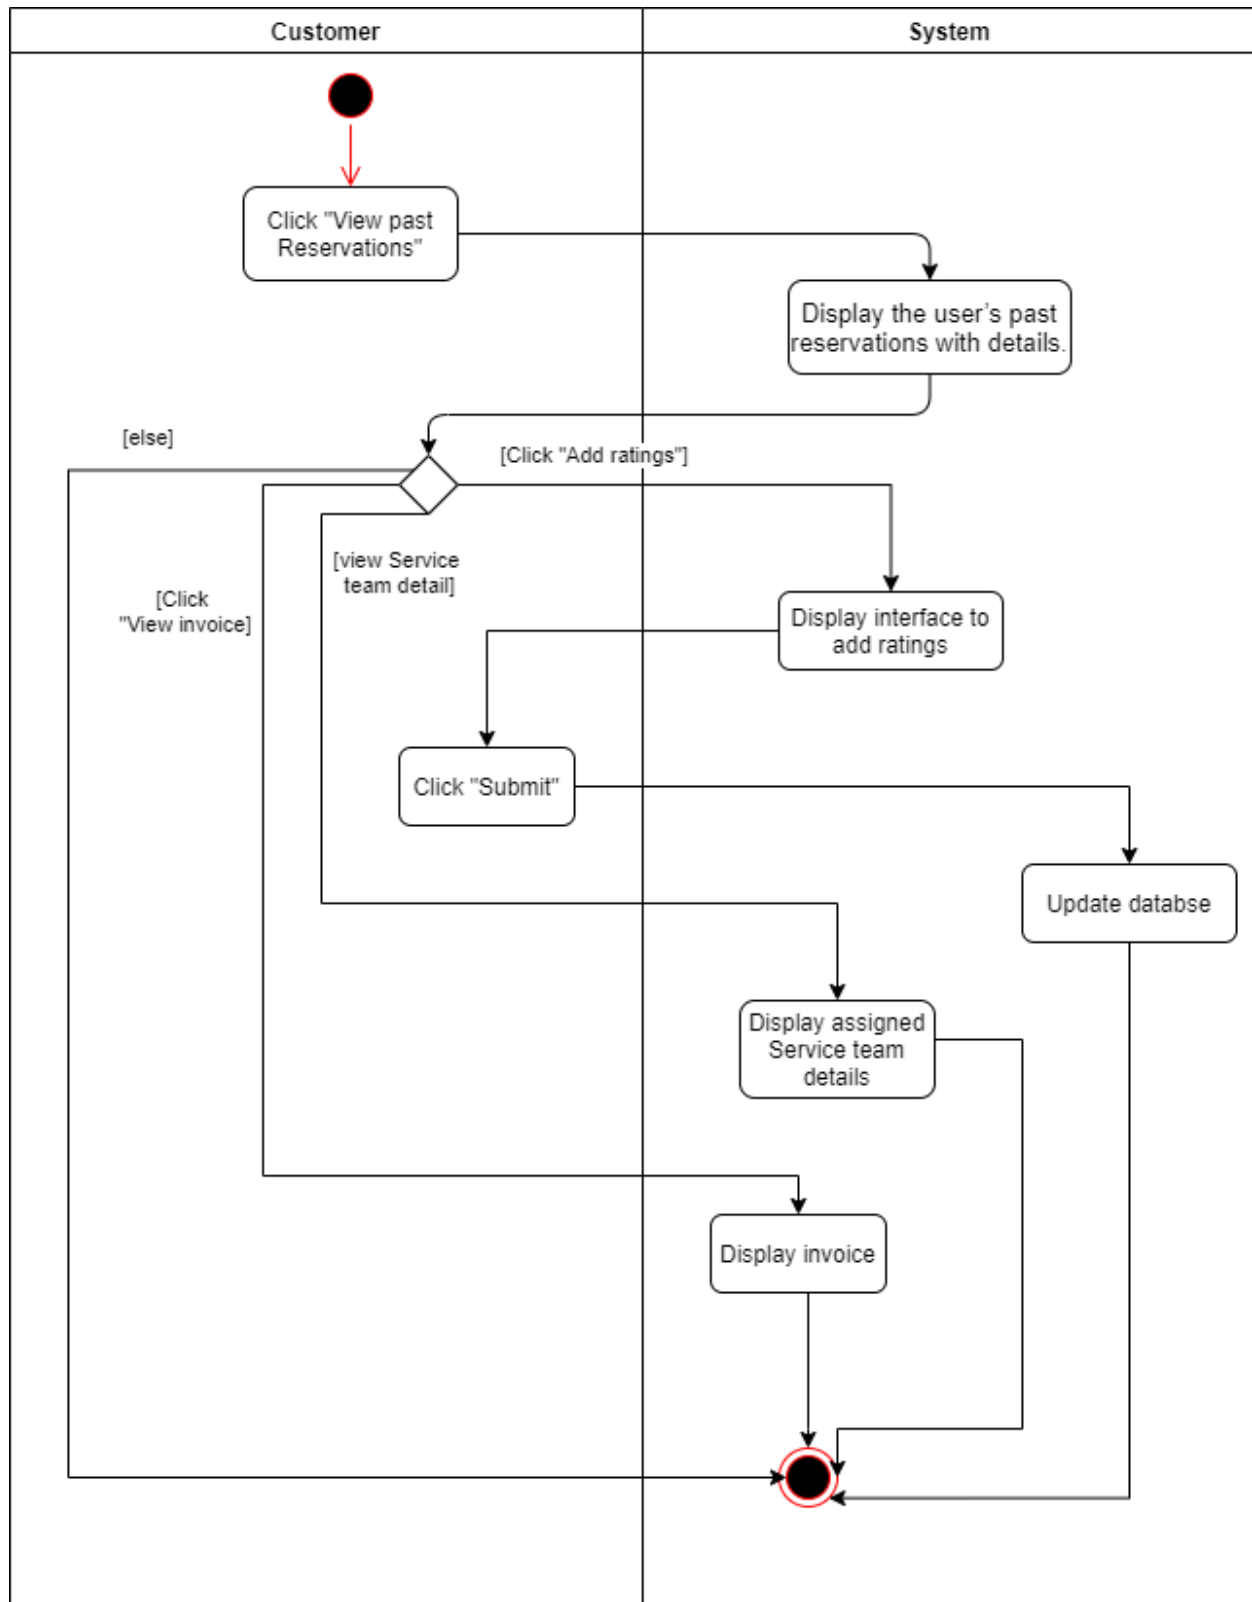 Customer
System
Click "View past
Reservations"
Display the user’s past
reservations with details.
[else]
[Click "Add ratings"]
[view Service
team detail]
[Click
"View invoice]
Display interface to
add ratings
Click "Submit"
Update databse
Display assigned
Service team
details
Display invoice